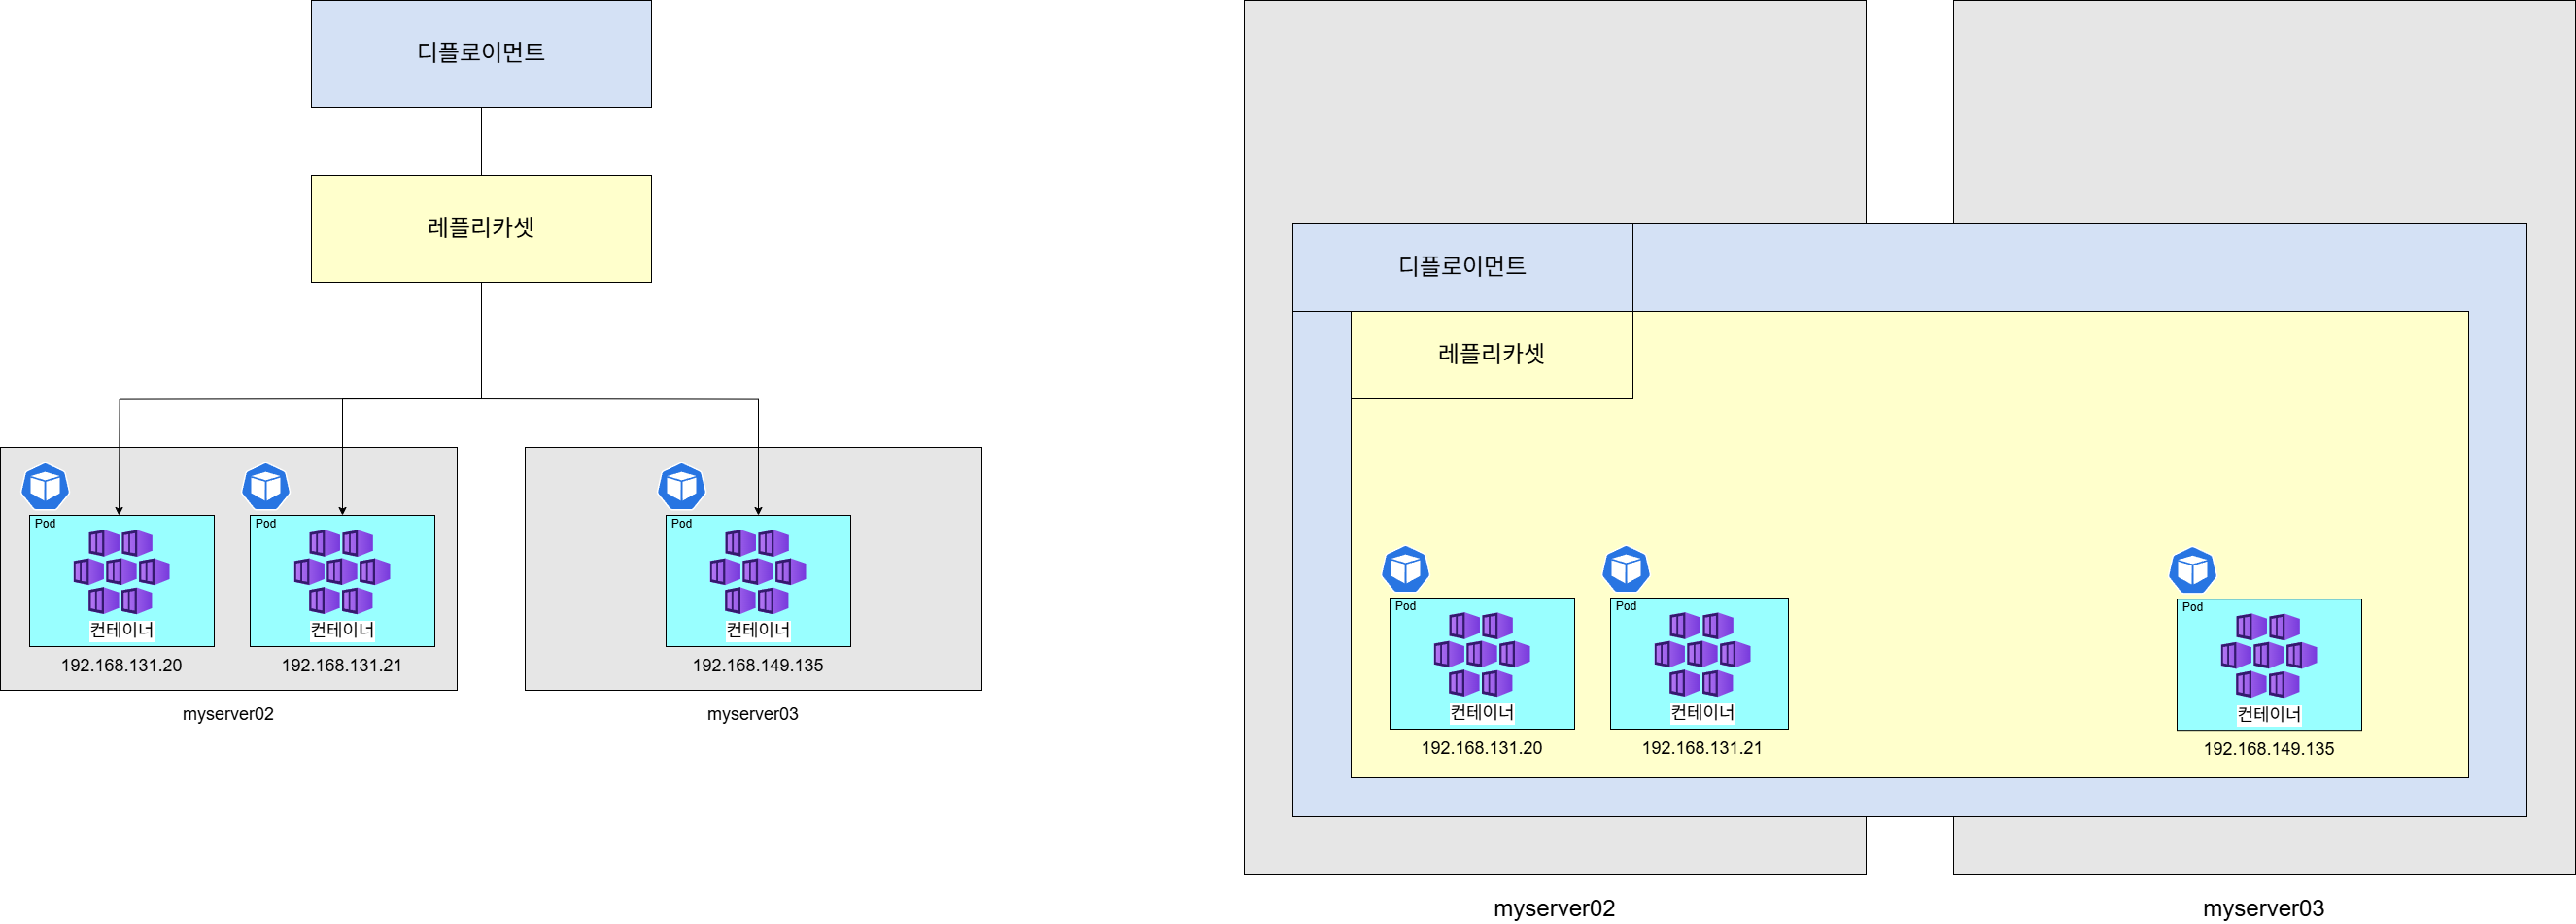 디플로이먼트
레플리카셋
Pod
컨테이너
192.168.131.20
Pod
컨테이너
192.168.131.21
myserver02
Pod
컨테이너
192.168.149.135
myserver03
디플로이먼트
레플리카셋
Pod
컨테이너
192.168.131.20
Pod
컨테이너
192.168.131.21
Pod
컨테이너
192.168.149.135
myserver02
myserver03